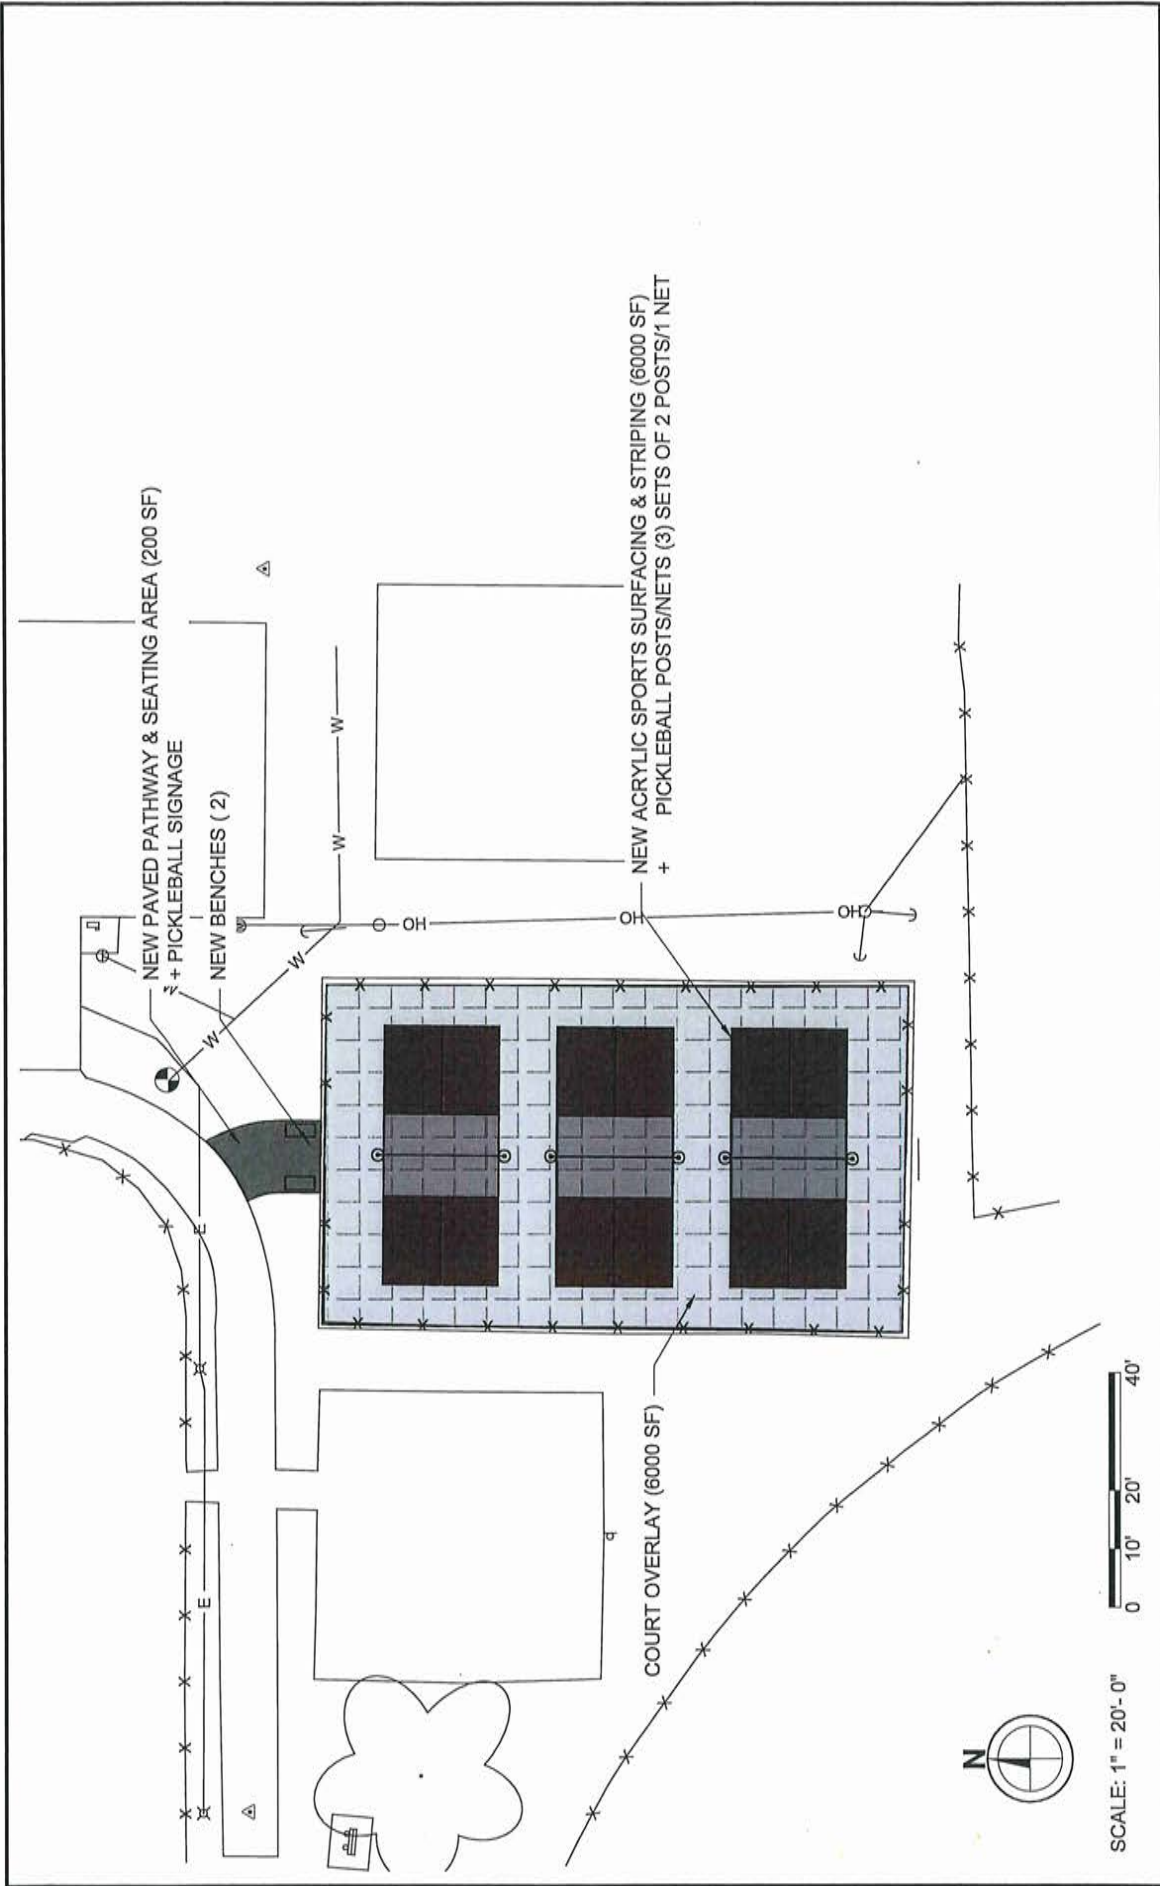 NEW PAVED PATHWAY & SEATING AREA (200 SF)
+ PICKLEBALL SIGNAGE
NEW BENCHES ( 2)
W
W
W
W
W
OH
OH
OH
NEW ACRYLIC SPORTS SURFACING & STRIPING (6000 SF)
+ PICKLEBALL POSTS/NETS (3) SETS OF 2 POSTS/1 NET
E
E
COURT OVERLAY (6000 SF)
N
0 10' 20' 40'
SCALE: 1" = 20'- 0"